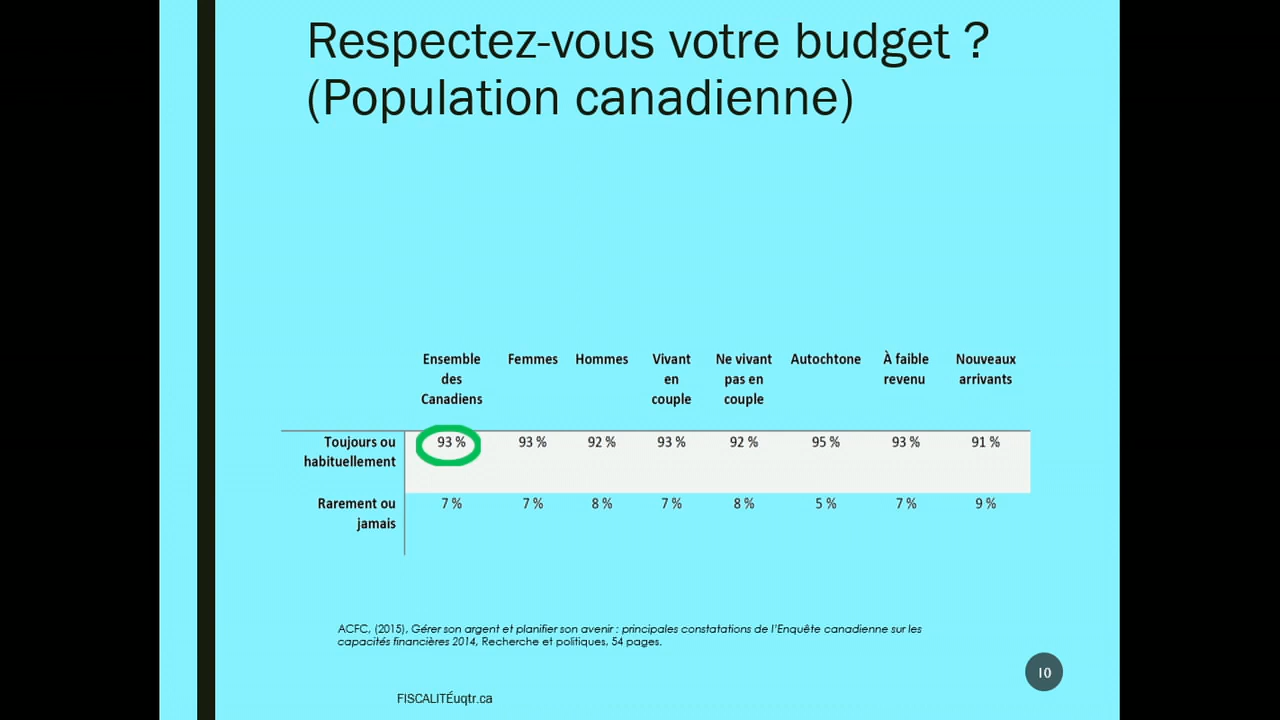 Respectez-vous votre budget ?
(Population canadienne)
Ensemble des Canadiens Femmes Hommes Vivant en couple Ne vivant pas en couple Autochtone À faible revenu Nouveaux arrivants
Toujours ou habituellement 93 % 93 % 92 % 93 % 92 % 95 % 93 % 91 %
Rarement ou jamais 7 % 7 % 8 % 7 % 8 % 5 % 7 % 9 %
ACFC, (2015), Gérer son argent et planifier son avenir : principales constatations de l'Enquête canadienne sur les
capacités financières 2014, Recherche et politiques, 54 pages.
10
FISCALITÉuqtr.ca